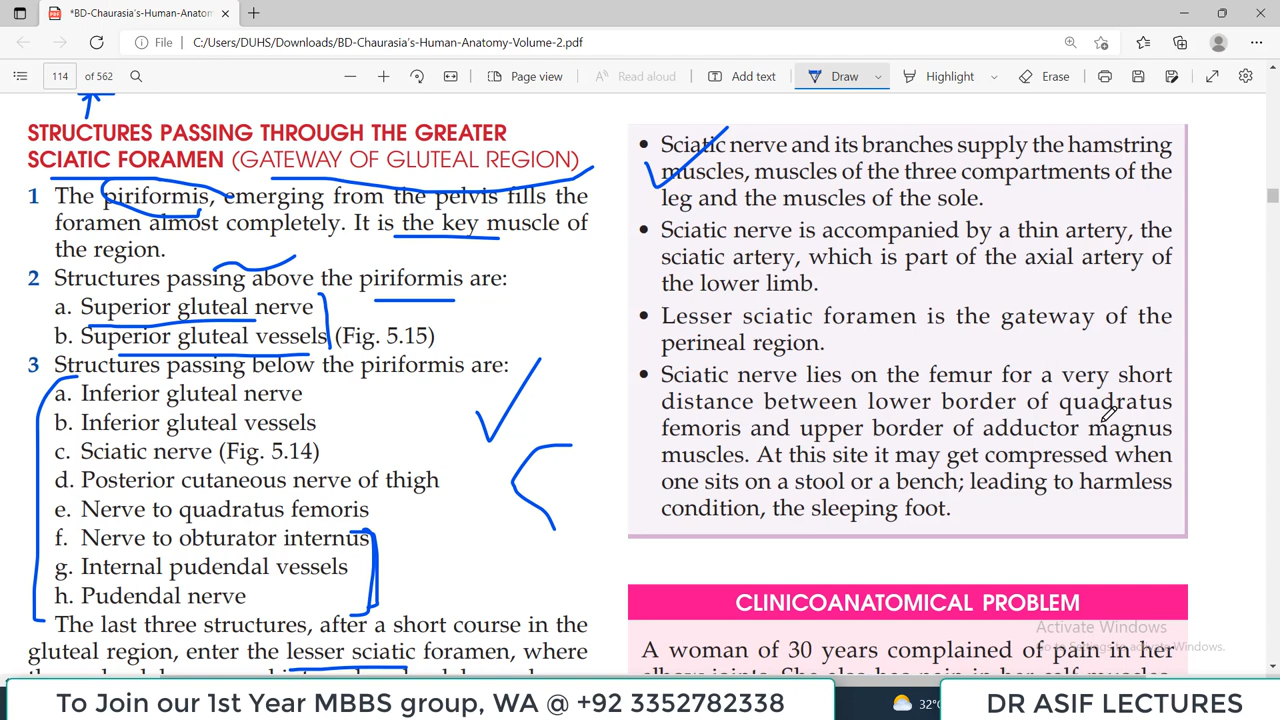 *BD-Chaurasia's-Human-Anatom
File
C:/Users/DUHS/Downloads/BD-Chaurasia's-Human-Anatomy-Volume-2.pdf
114
of 562
Page view
Read aloud
Add text
Draw
Highlight
Erase
STRUCTURES PASSING THROUGH THE GREATER
SCIATIC FORAMEN (GATEWAY OF GLUTEAL REGION)
1 The piriformis, emerging from the pelvis fills the
foramen almost completely. It is the key muscle of
the region.
2 Structures passing above the piriformis are:
a. Superior gluteal nerve
b. Superior gluteal vessels (Fig. 5.15)
3 Structures passing below the piriformis are:
a. Inferior gluteal nerve
b. Inferior gluteal vessels
c. Sciatic nerve (Fig. 5.14)
d. Posterior cutaneous nerve of thigh
e. Nerve to quadratus femoris
f. Nerve to obturator internus
g. Internal pudendal vessels
h. Pudendal nerve
The last three structures, after a short course in the
gluteal region, enter the lesser sciatic foramen, where
• Sciatic nerve and its branches supply the hamstring
muscles, muscles of the three compartments of the
leg and the muscles of the sole.
• Sciatic nerve is accompanied by a thin artery, the
sciatic artery, which is part of the axial artery of
the lower limb.
• Lesser sciatic foramen is the gateway of the
perineal region.
• Sciatic nerve lies on the femur for a very short
distance between lower border of quadratus
femoris and upper border of adductor magnus
muscles. At this site it may get compressed when
one sits on a stool or a bench; leading to harmless
condition, the sleeping foot.
CLINICOANATOMICAL PROBLEM
A woman of 30 years complained of pain in her
Activate Windows
Go to Settings to activate Windows.
To Join our 1st Year MBBS group, WA @ +92 3352782338
32°
DR ASIF LECTURES